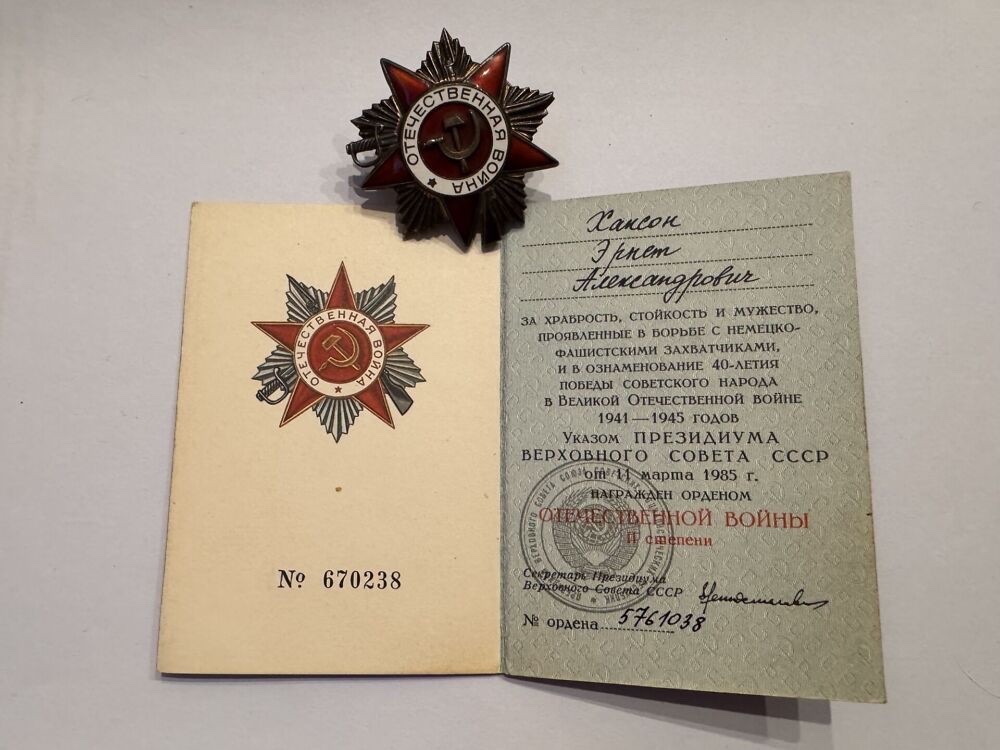 ОТЕЧЕСТВЕННАЯ ВОЙНА
ОТЕЧЕСТВЕННАЯ ВОЙНА
№ 670238
Хансон
Эрнст
Александрович
ЗА ХРАБРОСТЬ, СТОЙКОСТЬ И МУЖЕСТВО,
ПРОЯВЛЕННЫЕ В БОРЬБЕ С НЕМЕЦКО-
ФАШИСТСКИМИ ЗАХВАТЧИКАМИ,
И В ОЗНАМЕНОВАНИЕ 40-ЛЕТИЯ
ПОБЕДЫ СОВЕТСКОГО НАРОДА
В ВЕЛИКОЙ ОТЕЧЕСТВЕННОЙ ВОЙНЕ
1941—1945 ГОДОВ
УКАЗОМ ПРЕЗИДИУМА
ВЕРХОВНОГО СОВЕТА СССР
от 11 марта 1985 г.
НАГРАЖДЕН ОРДЕНОМ
ОТЕЧЕСТВЕННОЙ ВОЙНЫ
II степени
Секретарь Президиума
Верховного Совета СССР
№ ордена 5761038